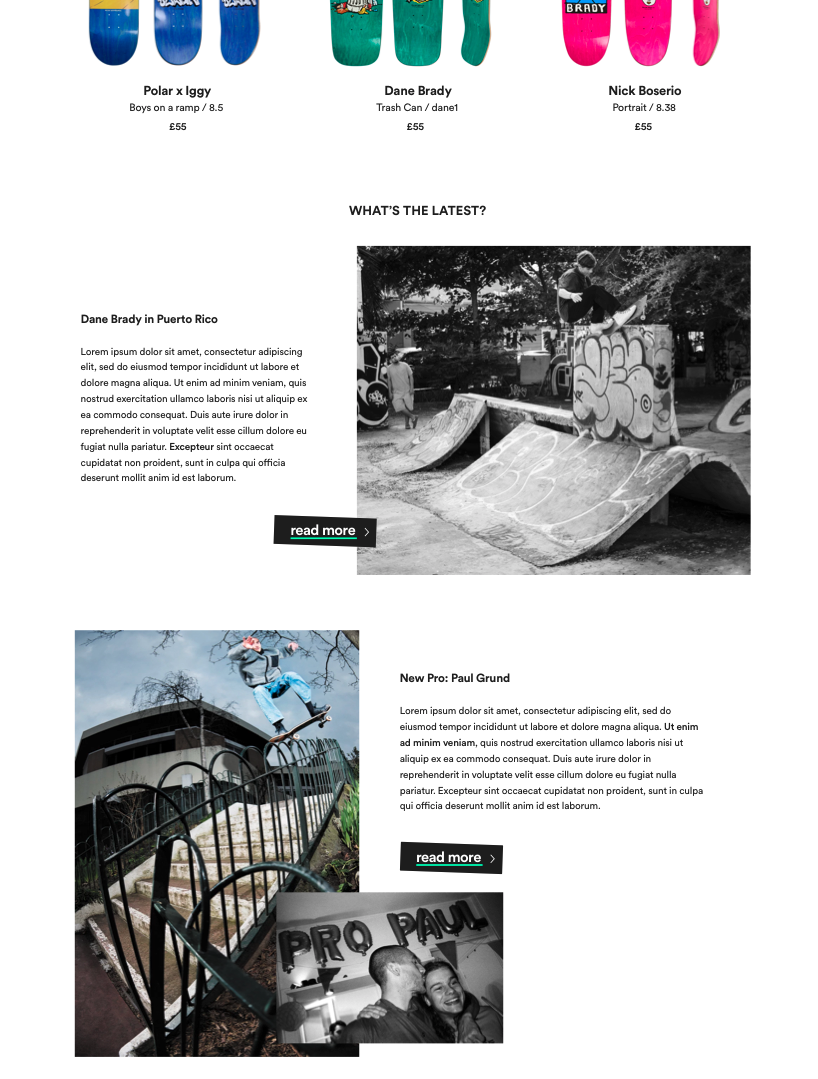 BRADY
Polar x Iggy
Boys on a ramp / 8.5
£55
Dane Brady
Trash Can / dane1
£55
Nick Boserio
Portrait / 8.38
£55
WHAT'S THE LATEST?
Dane Brady in Puerto Rico
Lorem ipsum dolor sit amet, consectetur adipiscing
elit, sed do eiusmod tempor incididunt ut labore et
dolore magna aliqua. Ut enim ad minim veniam, quis
nostrud exercitation ullamco laboris nisi ut aliquip ex
ea commodo consequat. Duis aute irure dolor in
reprehenderit in voluptate velit esse cillum dolore eu
fugiat nulla pariatur. Excepteur sint occaecat
cupidatat non proident, sunt in culpa qui officia
deserunt mollit anim id est laborum.
read more
New Pro: Paul Grund
Lorem ipsum dolor sit amet, consectetur adipiscing elit, sed do
eiusmod tempor incididunt ut labore et dolore magna aliqua. Ut enim
ad minim veniam, quis nostrud exercitation ullamco laboris nisi ut
aliquip ex ea commodo consequat. Duis aute irure dolor in
reprehenderit in voluptate velit esse cillum dolore eu fugiat nulla
pariatur. Excepteur sint occaecat cupidatat non proident, sunt in culpa
qui officia deserunt mollit anim id est laborum.
read more
PRO PAUL